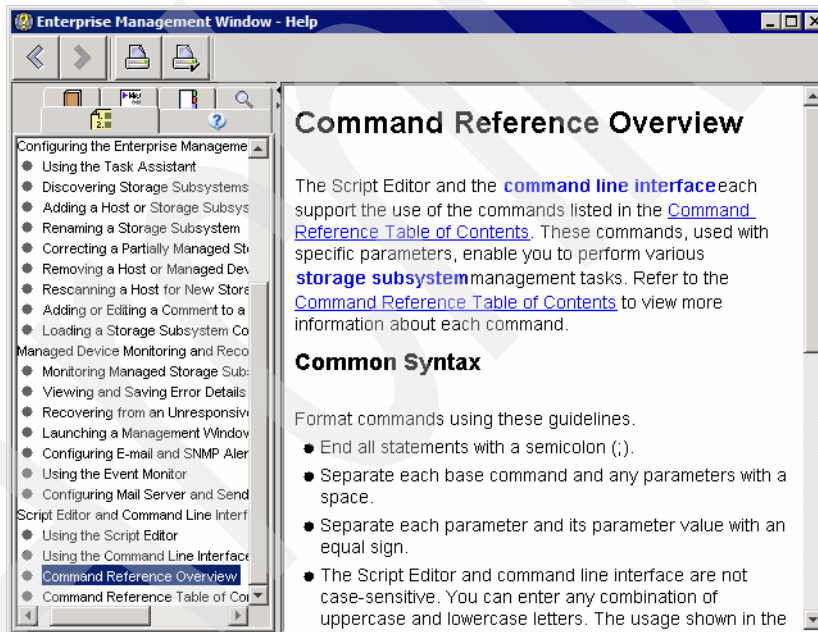 Enterprise Management Window - Help
Configuring the Enterprise Manageme
Using the Task Assistant
Discovering Storage Subsystems
Adding a Host or Storage Subsys
Renaming a Storage Subsystem
Correcting a Partially Managed Sto
Removing a Host or Managed Dev
Rescanning a Host for New Stora
Adding or Editing a Comment to a
Loading a Storage Subsystem Co
Managed Device Monitoring and Reco
Monitoring Managed Storage Sub
Viewing and Saving Error Details
Recovering from an Unresponsiv
Launching a Management Window
Configuring E-mail and SNMP Aler
Using the Event Monitor
Configuring Mail Server and Send
Script Editor and Command Line Interf
Using the Script Editor
Using the Command Line Interface
Command Reference Overview
Command Reference Table of Co
Command Reference Overview
The Script Editor and the command line interface each
support the use of the commands listed in the Command
Reference Table of Contents. These commands, used with
specific parameters, enable you to perform various
storage subsystem management tasks. Refer to the
Command Reference Table of Contents to view more
information about each command.
Common Syntax
Format commands using these guidelines.
End all statements with a semicolon (;).
Separate each base command and any parameters with a
space.
Separate each parameter and its parameter value with an
equal sign.
The Script Editor and command line interface are not
case-sensitive. You can enter any combination of
uppercase and lowercase letters. The usage shown in the